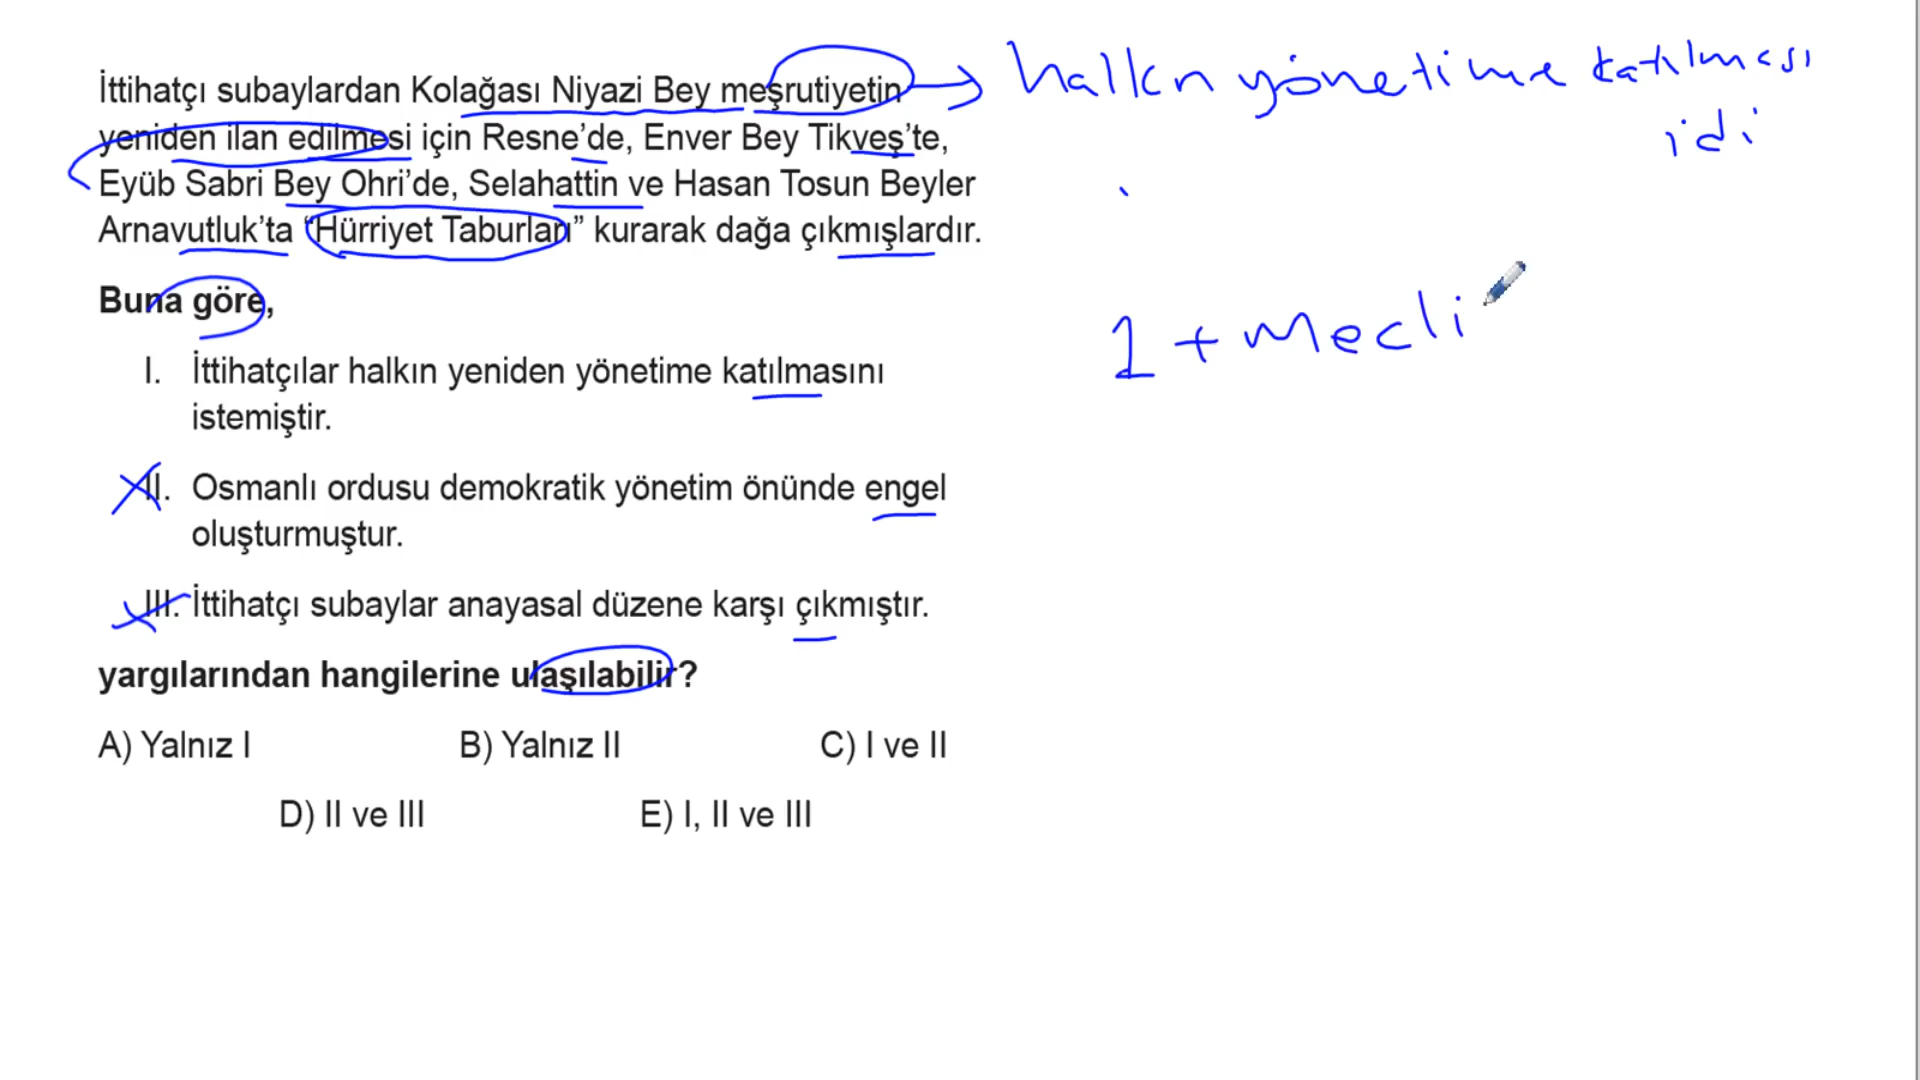 İttihatçı subaylardan Kolağası Niyazi Bey meşrutiyetin
yeniden ilan edilmesi için Resne'de, Enver Bey Tikveş'te,
Eyüb Sabri Bey Ohri'de, Selahattin ve Hasan Tosun Beyler
Arnavutluk'ta "Hürriyet Taburları" kurarak dağa çıkmışlardır.
halkın yönetime katılması
idi
Buna göre,
1 + Mecli
I. İttihatçılar halkın yeniden yönetime katılmasını
istemiştir.
II. Osmanlı ordusu demokratik yönetim önünde engel
oluşturmuştur.
III. İttihatçı subaylar anayasal düzene karşı çıkmıştır.
yargılarından hangilerine ulaşılabilir?
A) Yalnız I B) Yalnız II C) I ve II
D) II ve III E) I, II ve III